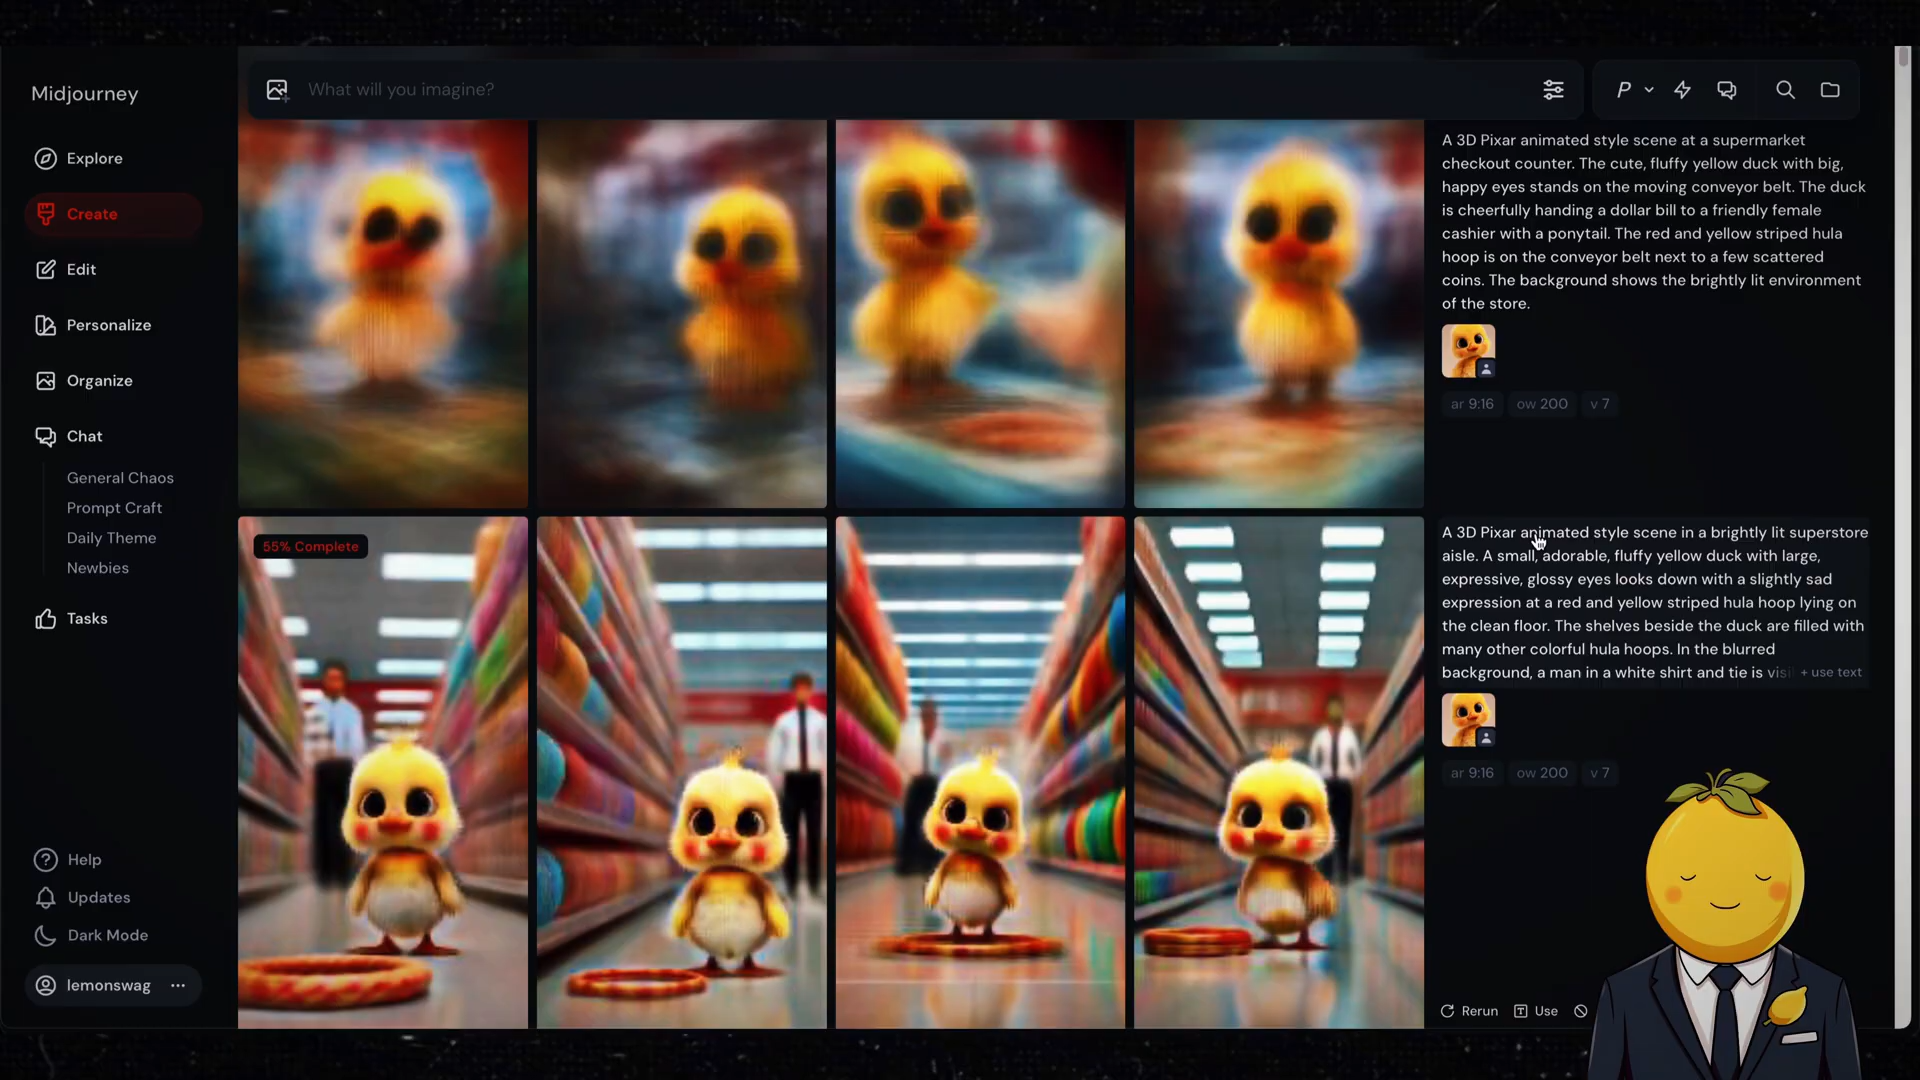 Midjourney
What will you imagine?
P
Explore
Create
Edit
Personalize
Organize
Chat
General Chaos
Prompt Craft
Daily Theme
Newbies
Tasks
Help
Updates
Dark Mode
lemonswag
A 3D Pixar animated style scene at a supermarket
checkout counter. The cute, fluffy yellow duck with big,
happy eyes stands on the moving conveyor belt. The duck
is cheerfully handing a dollar bill to a friendly female
cashier with a ponytail. The red and yellow striped hula
hoop is on the conveyor belt next to a few scattered
coins. The background shows the brightly lit environment
of the store.
ar 9:16 ow 200 v 7
55% Complete
A 3D Pixar animated style scene in a brightly lit superstore
aisle. A small, adorable, fluffy yellow duck with large,
expressive, glossy eyes looks down with a slightly sad
expression at a red and yellow striped hula hoop lying on
the clean floor. The shelves beside the duck are filled with
many other colorful hula hoops. In the blurred
background, a man in a white shirt and tie is visi + use text
ar 9:16 ow 200 v 7
Rerun Use